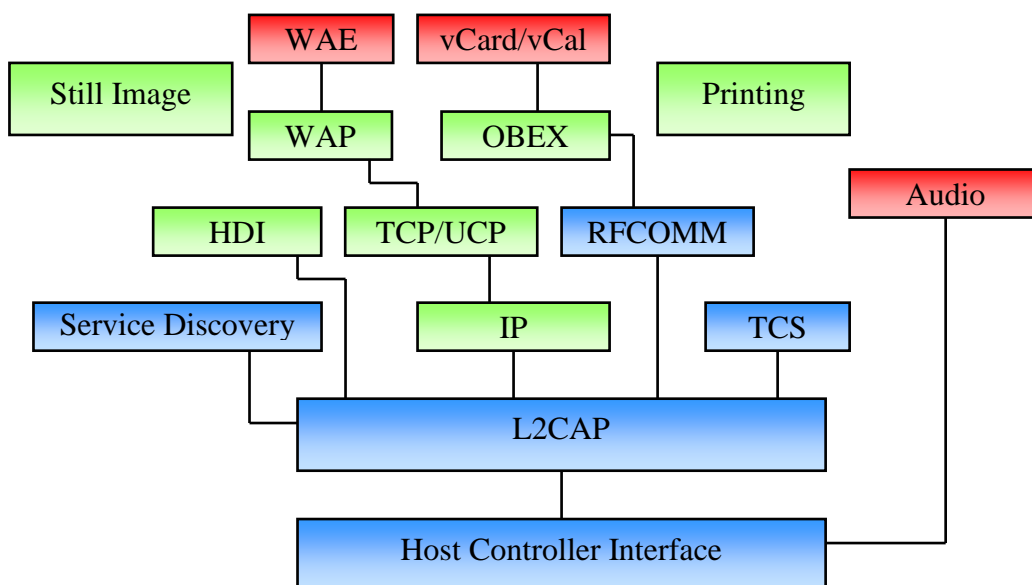 WAE
vCard/vCal
Still Image
Printing
WAP
OBEX
Audio
HDI
TCP/UCP
RFCOMM
Service Discovery
IP
TCS
L2CAP
Host Controller Interface